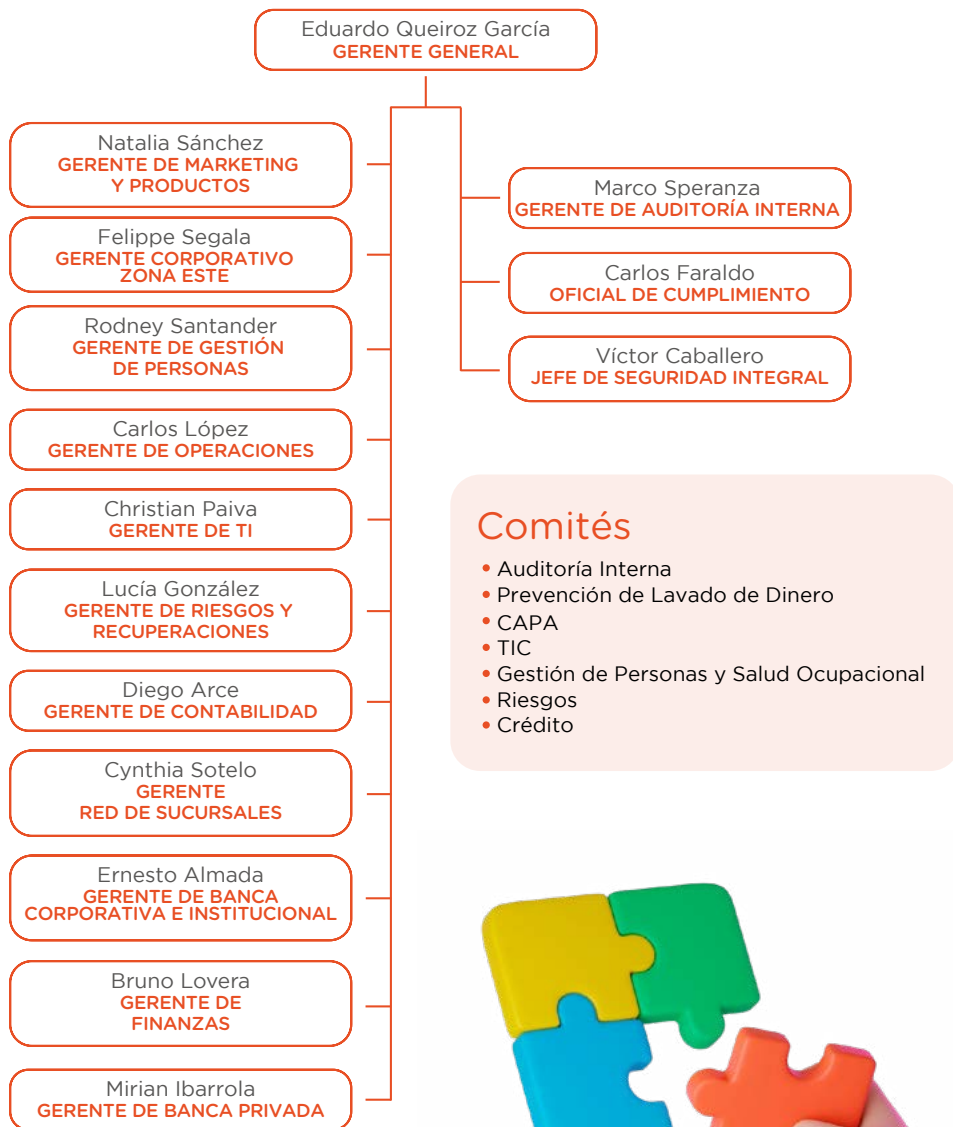 Eduardo Queiroz García
GERENTE GENERAL
Natalia Sánchez
GERENTE DE MARKETING
Y PRODUCTOS
Felippe Segala
GERENTE CORPORATIVO
ZONA ESTE
Rodney Santander
GERENTE DE GESTIÓN
DE PERSONAS
Carlos López
GERENTE DE OPERACIONES
Christian Paiva
GERENTE DE TI
Lucía González
GERENTE DE RIESGOS Y
RECUPERACIONES
Diego Arce
GERENTE DE CONTABILIDAD
Cynthia Sotelo
GERENTE
RED DE SUCURSALES
Ernesto Almada
GERENTE DE BANCA
CORPORATIVA E INSTITUCIONAL
Bruno Lovera
GERENTE DE
FINANZAS
Mirian Ibarrola
GERENTE DE BANCA PRIVADA
Marco Speranza
GERENTE DE AUDITORÍA INTERNA
Carlos Faraldo
OFICIAL DE CUMPLIMIENTO
Víctor Caballero
JEFE DE SEGURIDAD INTEGRAL
Comités
• Auditoría Interna
• Prevención de Lavado de Dinero
• CAPA
• TIC
• Gestión de Personas y Salud Ocupacional
• Riesgos
• Crédito